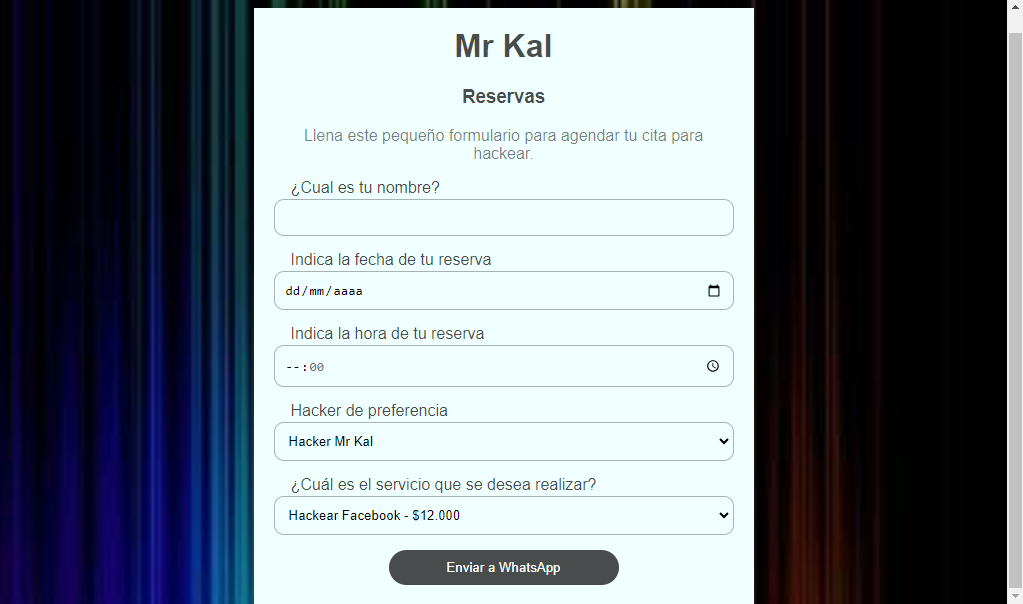 Mr Kal
Reservas
Llena este pequeño formulario para agendar tu cita para
hackear.
¿Cual es tu nombre?
Indica la fecha de tu reserva
dd/mm/aaaa
Indica la hora de tu reserva
--:00
Hacker de preferencia
Hacker Mr Kal
¿Cuál es el servicio que se desea realizar?
Hackear Facebook - $12.000
Enviar a WhatsApp